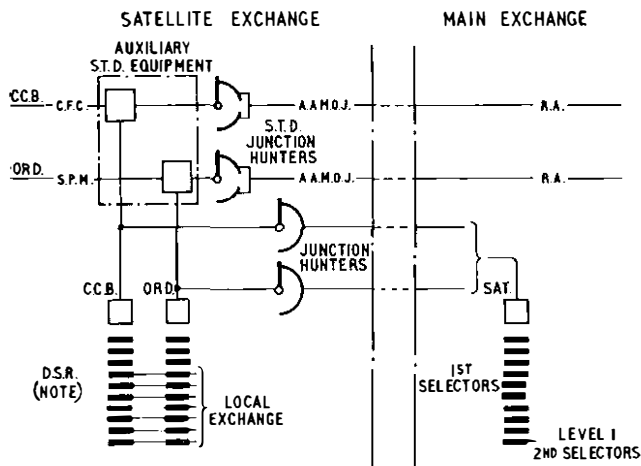 SATELLITE EXCHANGE
MAIN EXCHANGE
AUXILIARY
S.T.D. EQUIPMENT
C.C.B.
C.F.C.
A.A.M.O.J.
R.A.
S.T.D.
JUNCTION
HUNTERS
ORD.
S.P.M.
A.A.M.O.J.
R.A.
JUNCTION
HUNTERS
C.C.B.
ORD.
SAT.
D.S.R.
(NOTE)
LOCAL
EXCHANGE
1ST
SELECTORS
LEVEL 1
2ND SELECTORS